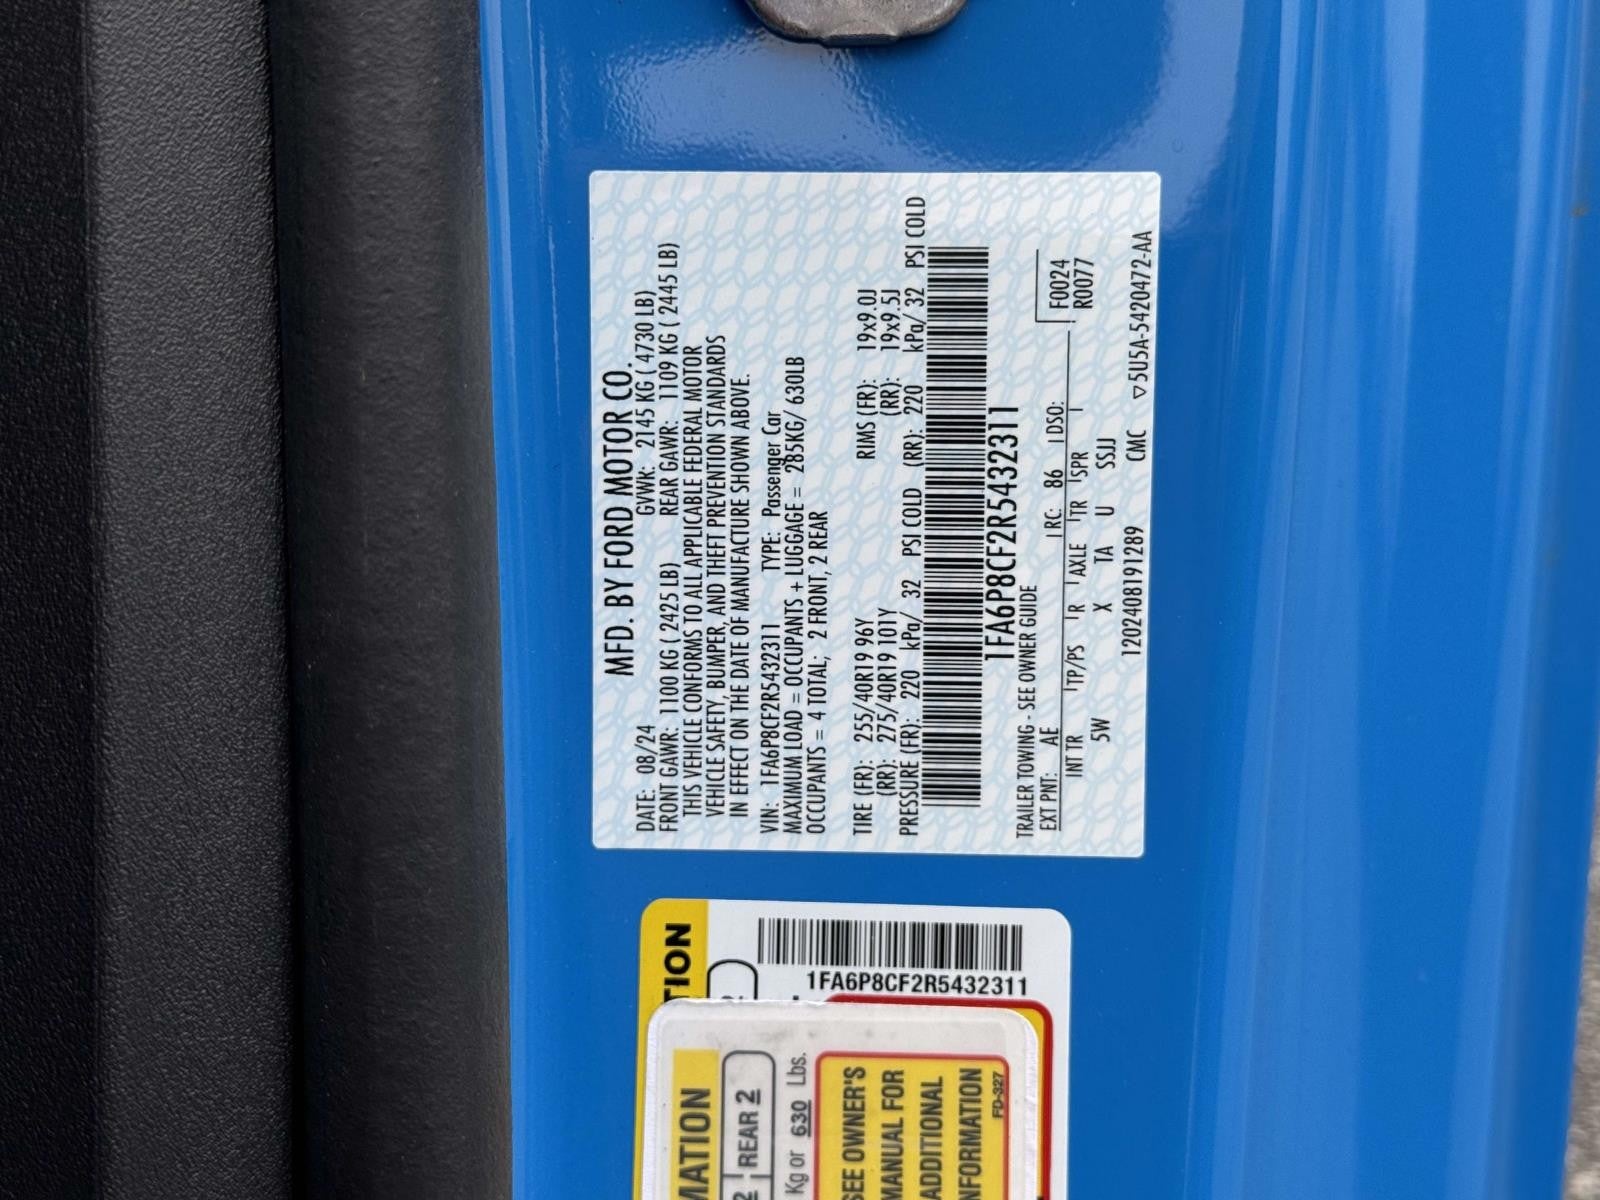 MFD. BY FORD MOTOR CO.
DATE: 08/24 GVWR: 2145 KG ( 4730 LB)
FRONT GAWR: 1100 KG ( 2425 LB) REAR GAWR: 1109 KG ( 2445 LB)
THIS VEHICLE CONFORMS TO ALL APPLICABLE FEDERAL MOTOR
VEHICLE SAFETY, BUMPER, AND THEFT PREVENTION STANDARDS
IN EFFECT ON THE DATE OF MANUFACTURE SHOWN ABOVE.
VIN: 1FA6P8CF2R5432311 TYPE: Passenger Car
MAXIMUM LOAD = OCCUPANTS + LUGGAGE = 285KG/ 630LB
OCCUPANTS = 4 TOTAL; 2 FRONT, 2 REAR
TIRE (FR): 255/40R19 96Y RIMS (FR): 19x9.0J
(RR): 275/40R19 101Y (RR): 19x9.5J
PRESSURE (FR): 220 kPa/ 32 PSI COLD (RR): 220 kPa/ 32 PSI COLD
1FA6P8CF2R5432311
TRAILER TOWING - SEE OWNER GUIDE F0024
EXT PNT: AE RC: 86 DSO: R0077
INT TR TP/PS R AXLE TR SPR
5W X TA U SSJJ
1202408191289 CMC ▽5U5A-5420472-AA
TION
1FA6P8CF2R5432311
MATION
2 REAR 2
Kg or 630 Lbs.
SEE OWNER'S
MANUAL FOR
ADDITIONAL
INFORMATION
FD-327